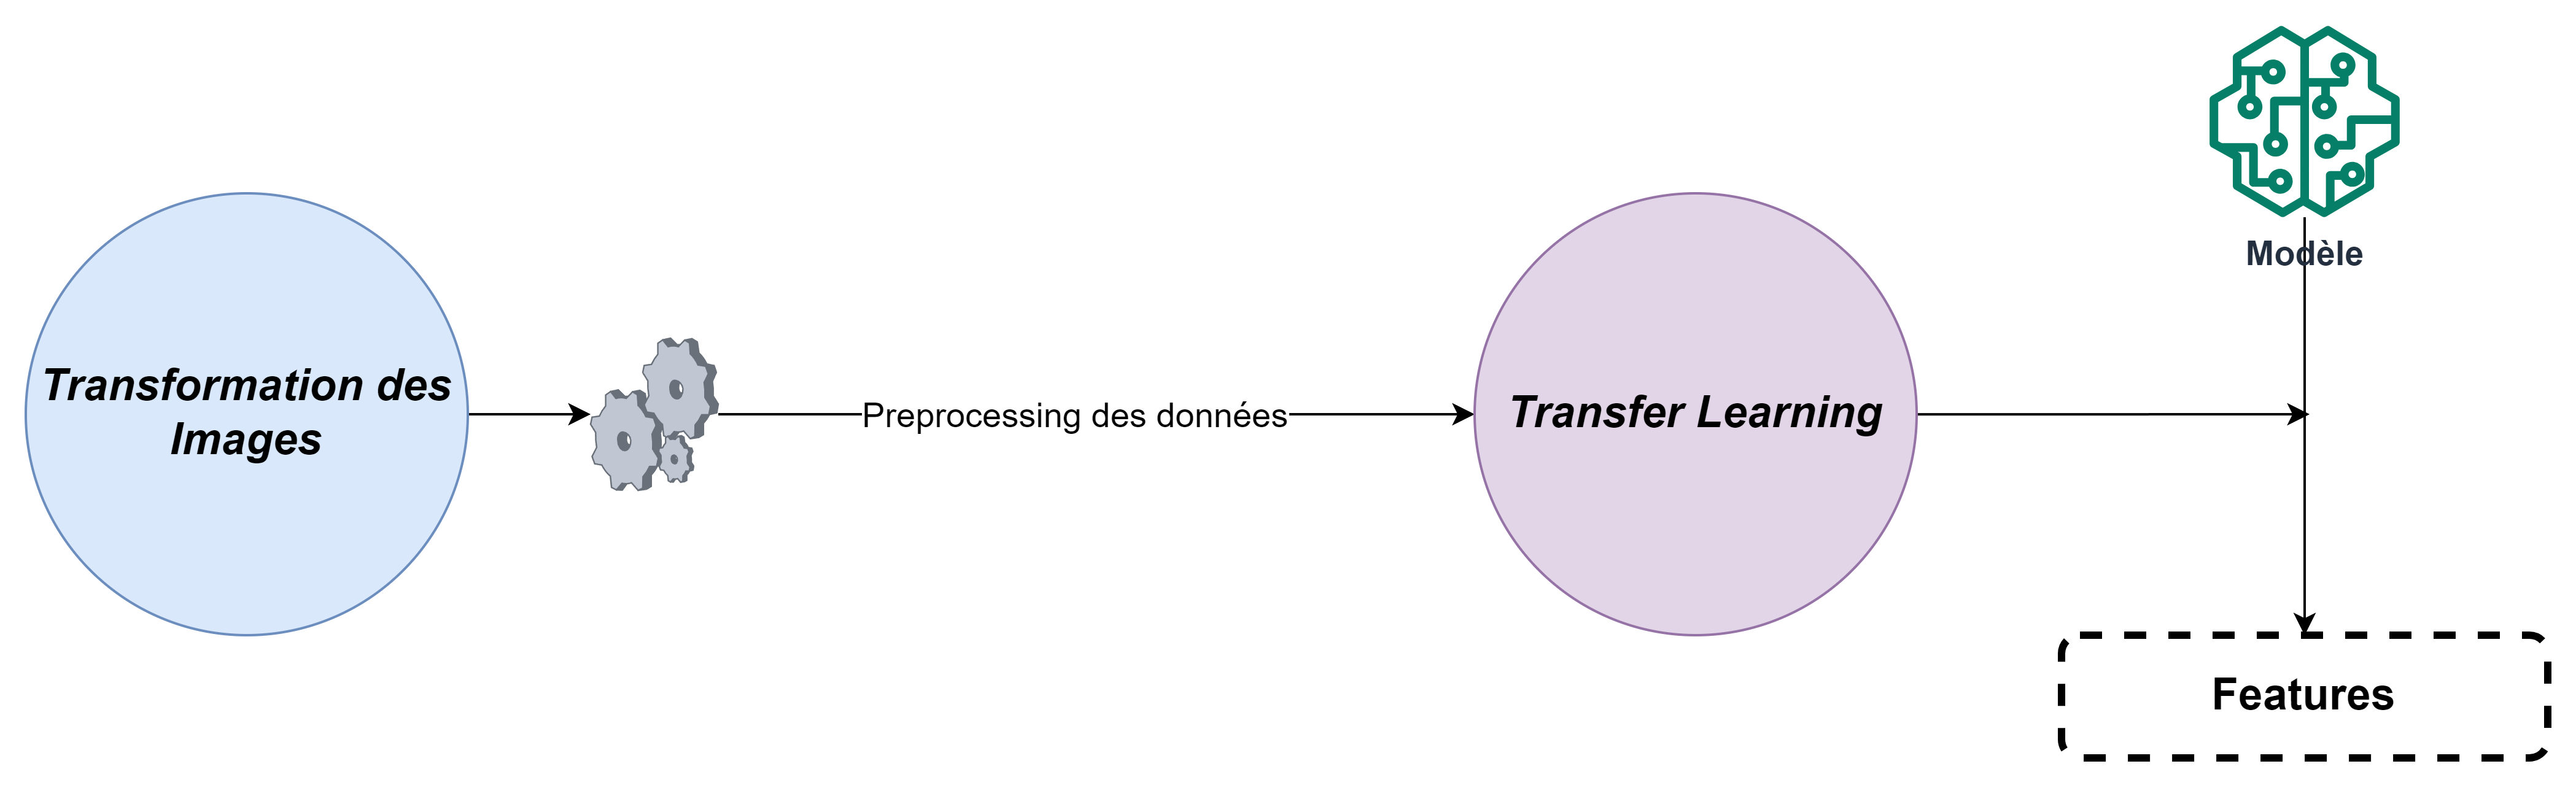 Modèle
Transformation des
Images
Preprocessing des données
Transfer Learning
Features